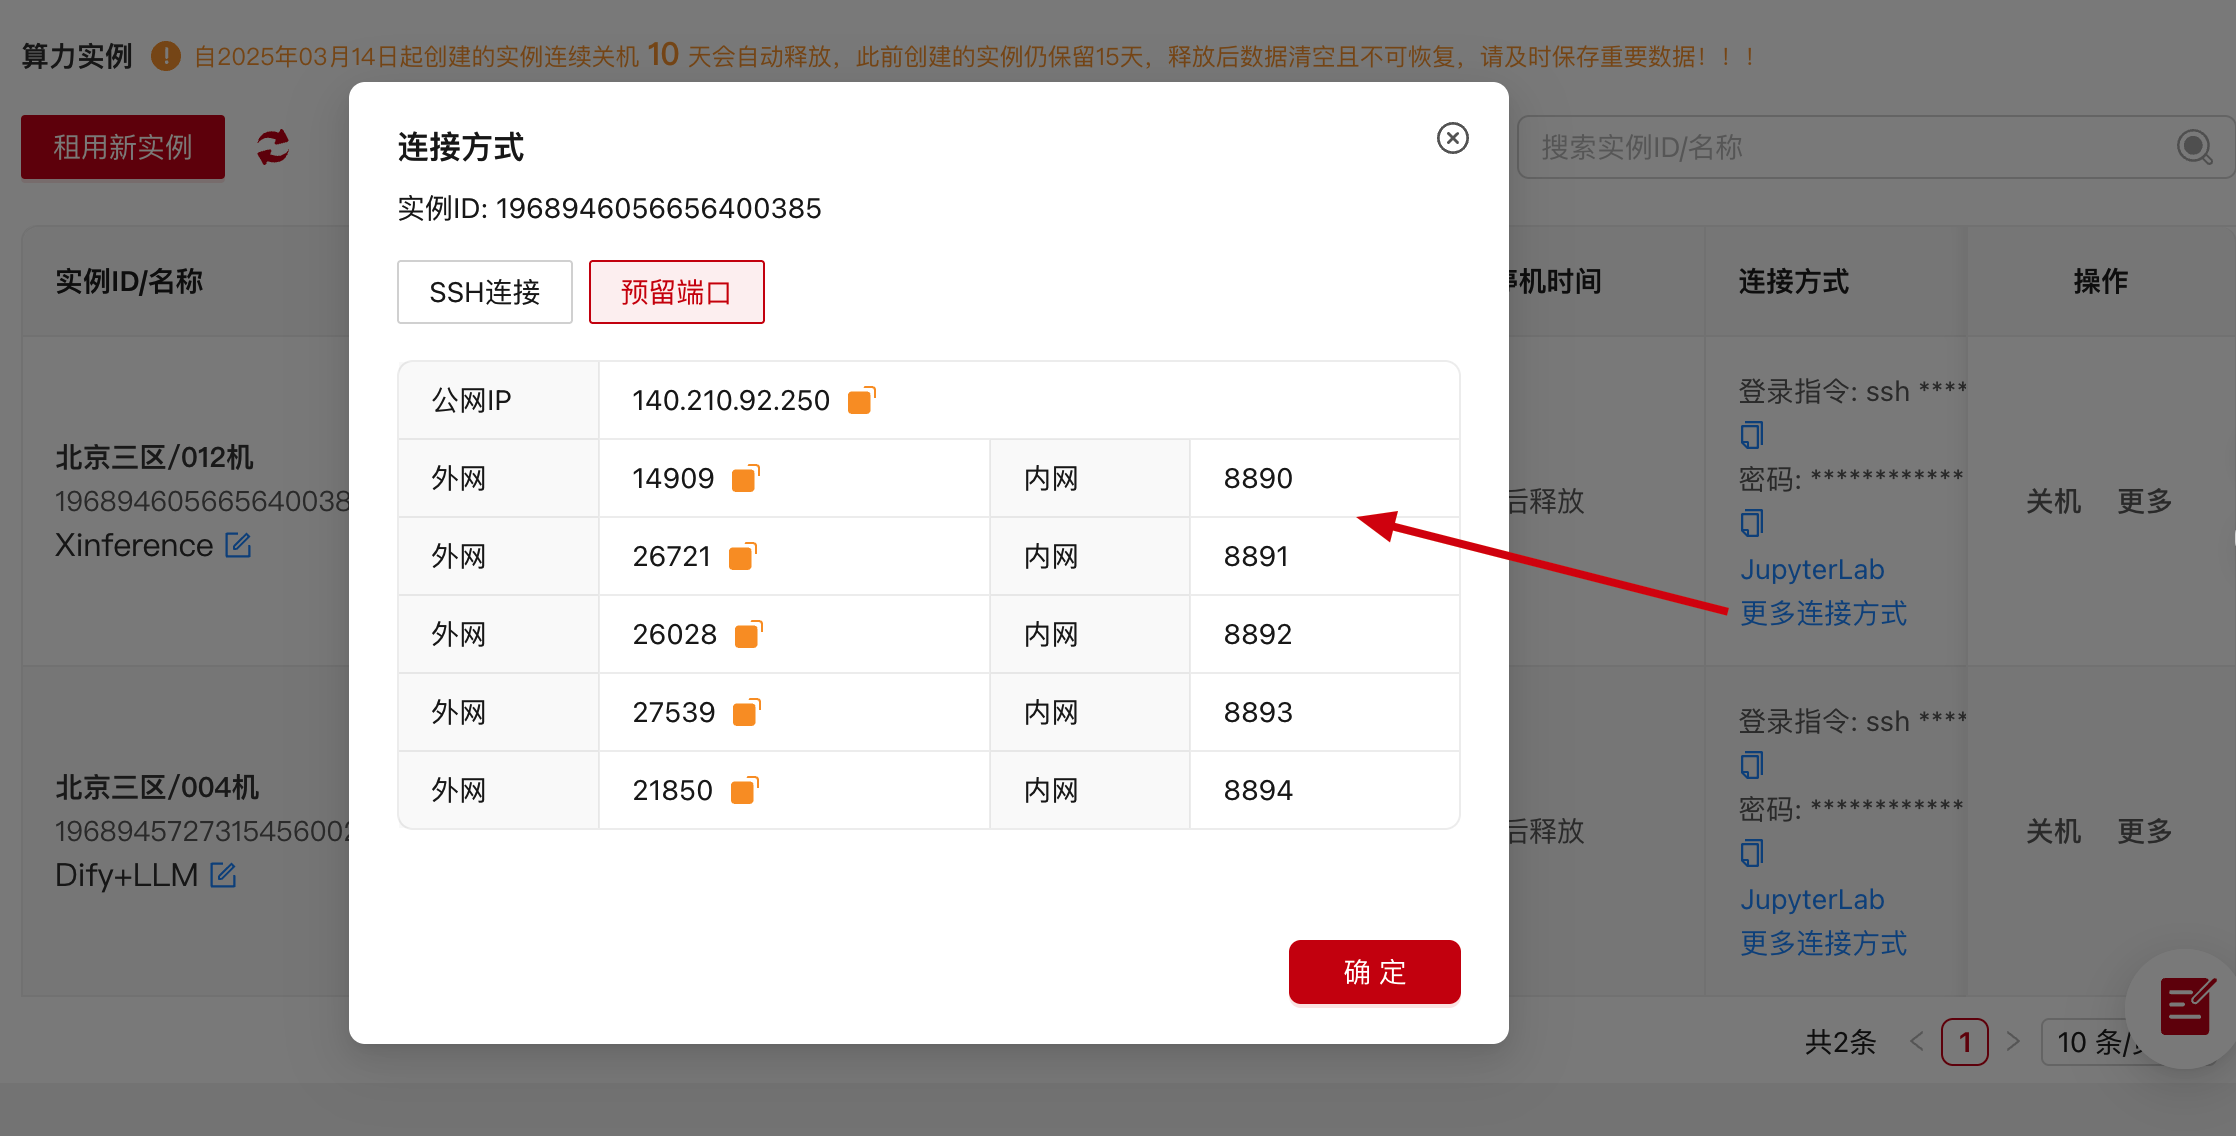 算力实例
自2025年03月14日起创建的实例连续关机 10 天会自动释放，此前创建的实例仍保留15天，释放后数据清空且不可恢复，请及时保存重要数据！！！
租用新实例
搜索实例ID/名称
实例ID/名称
停机时间
连接方式
操作
北京三区/012机
196894605665640038
Xinference
后释放
登录指令: ssh ****
密码: ************
JupyterLab
更多连接方式
关机 更多
北京三区/004机
196894572731545600
Dify+LLM
后释放
登录指令: ssh ****
密码: ************
JupyterLab
更多连接方式
关机 更多
共2条
1
10 条/
连接方式
实例ID: 1968946056656400385
SSH连接
预留端口
公网IP 140.210.92.250
外网 14909 内网 8890
外网 26721 内网 8891
外网 26028 内网 8892
外网 27539 内网 8893
外网 21850 内网 8894
确 定